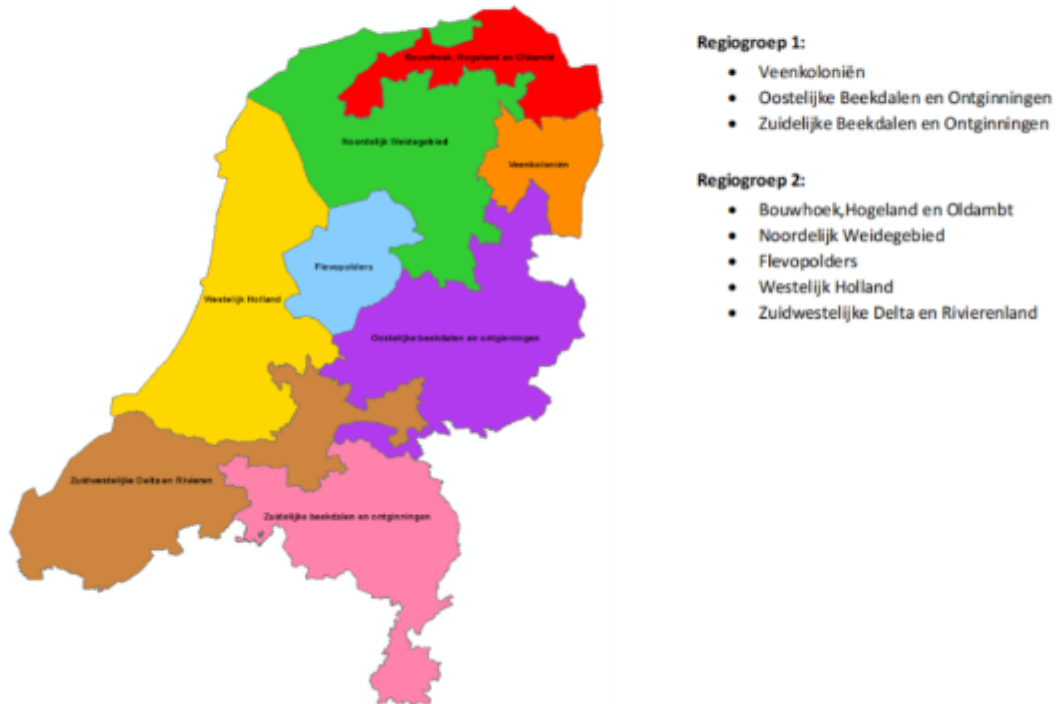 Bouwhoek, Hogeland en Oldambt
Noordelijk Weidegebied
Veenkoloniën
Flevopolders
Westelijk Holland
Oostelijke beekdalen en ontginningen
Zuidwestelijke Delta en Rivieren
Zuidelijke beekdalen en ontginningen
Regiogroep 1:
• Veenkoloniën
• Oostelijke Beekdalen en Ontginningen
• Zuidelijke Beekdalen en Ontginningen
Regiogroep 2:
• Bouwhoek,Hogeland en Oldambt
• Noordelijk Weidegebied
• Flevopolders
• Westelijk Holland
• Zuidwestelijke Delta en Rivierenland